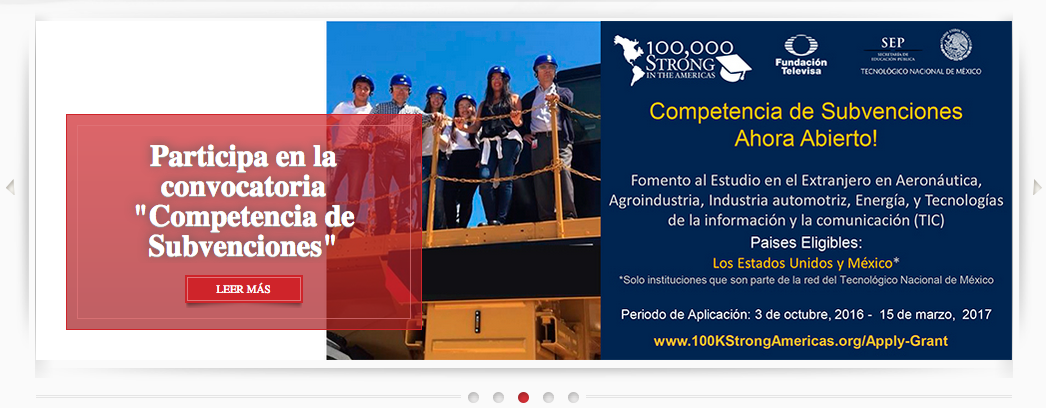 Participa en la
convocatoria
"Competencia de
Subvenciones"
LEER MÁS
100,000
STRONG
IN THE AMERICAS
Fundación
Televisa
SEP
SECRETARÍA DE
EDUCACIÓN PÚBLICA
TECNOLÓGICO NACIONAL DE MÉXICO
Competencia de Subvenciones
Ahora Abierto!
Fomento al Estudio en el Extranjero en Aeronáutica,
Agroindustria, Industria automotriz, Energía, y Tecnologías
de la información y la comunicación (TIC)
Paises Eligibles:
Los Estados Unidos y México*
*Solo instituciones que son parte de la red del Tecnológico Nacional de México
Periodo de Aplicación: 3 de octubre, 2016 - 15 de marzo, 2017
www.100KStrongAmericas.org/Apply-Grant